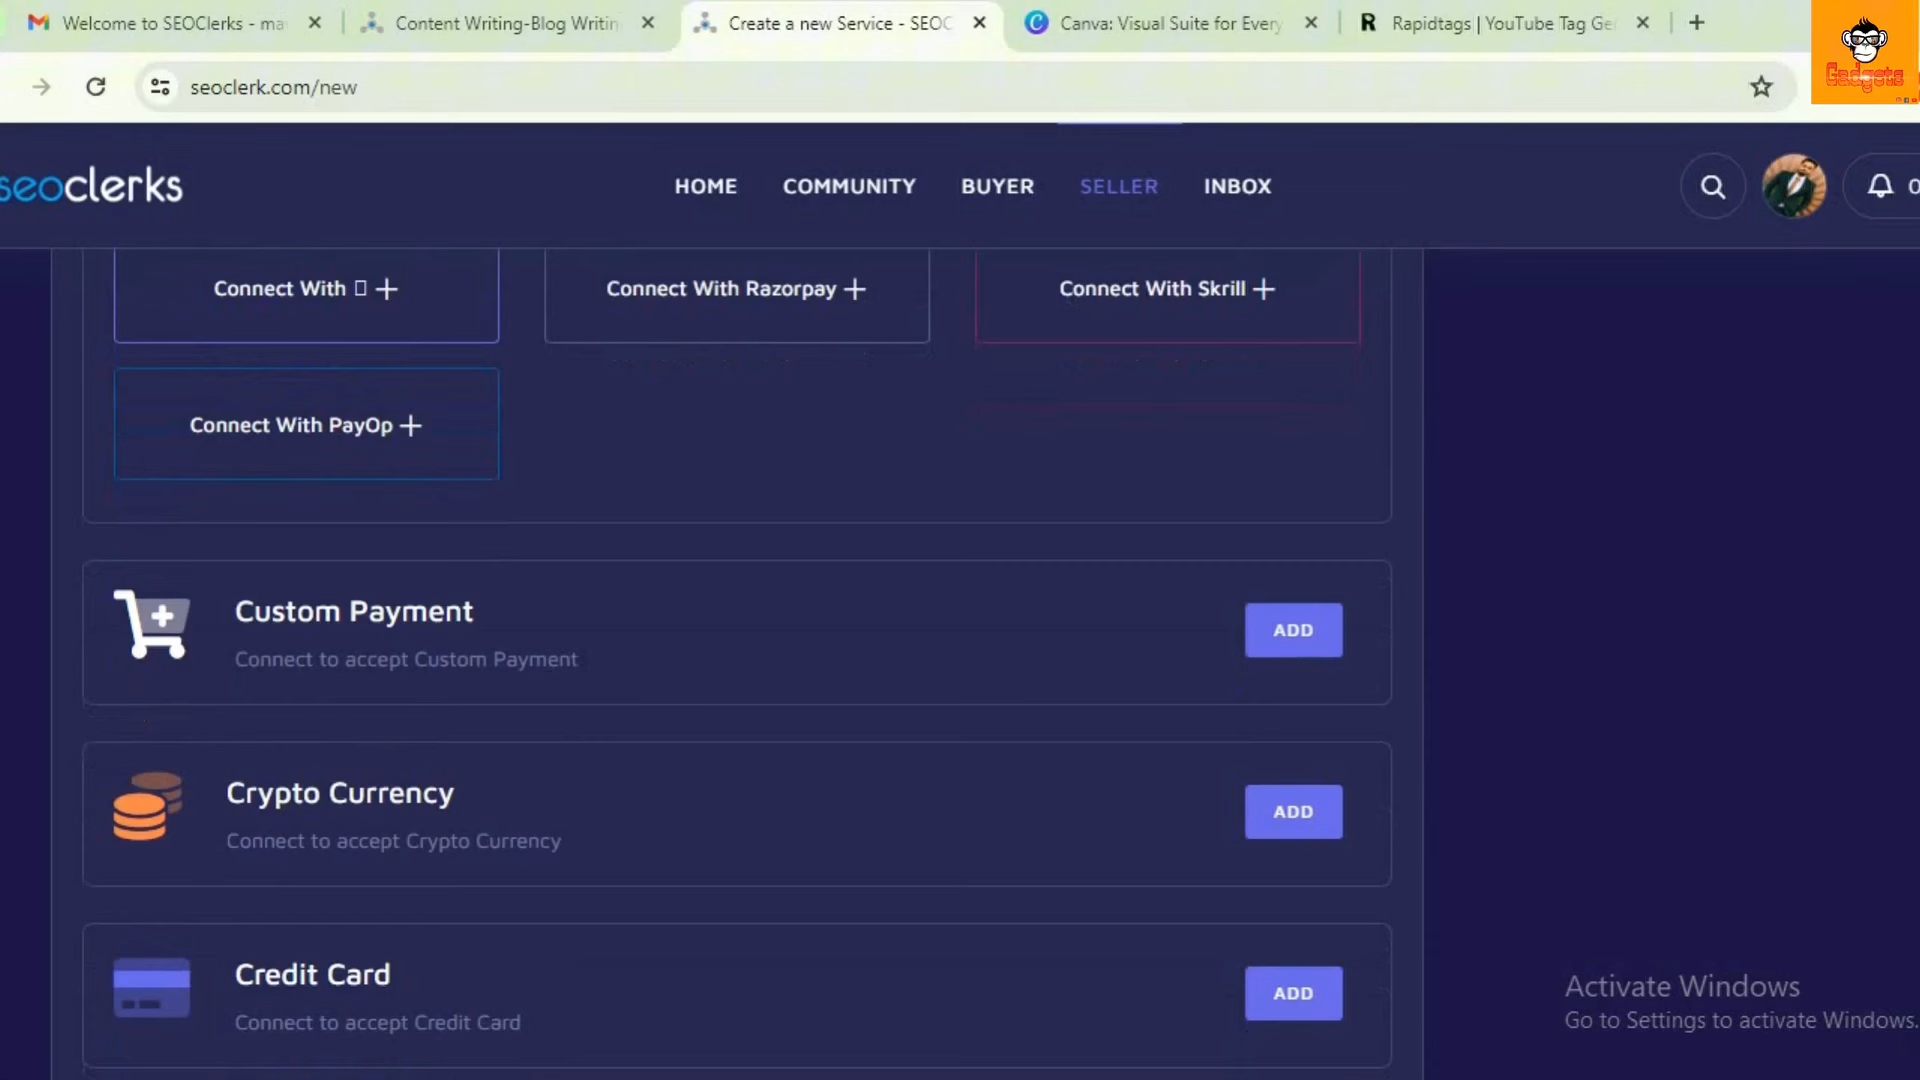 Welcome to SEOClerks - ma
Content Writing-Blog Writin
Create a new Service - SEOC
Canva: Visual Suite for Every
R Rapidtags | YouTube Tag Ge
seoclerk.com/new
Gadgets
seoclerks
HOME
COMMUNITY
BUYER
SELLER
INBOX
0
Connect With
Connect With Razorpay
Connect With Skrill
Connect With PayOp
Custom Payment
Connect to accept Custom Payment
ADD
Crypto Currency
Connect to accept Crypto Currency
ADD
Credit Card
Connect to accept Credit Card
ADD
Activate Windows
Go to Settings to activate Windows.